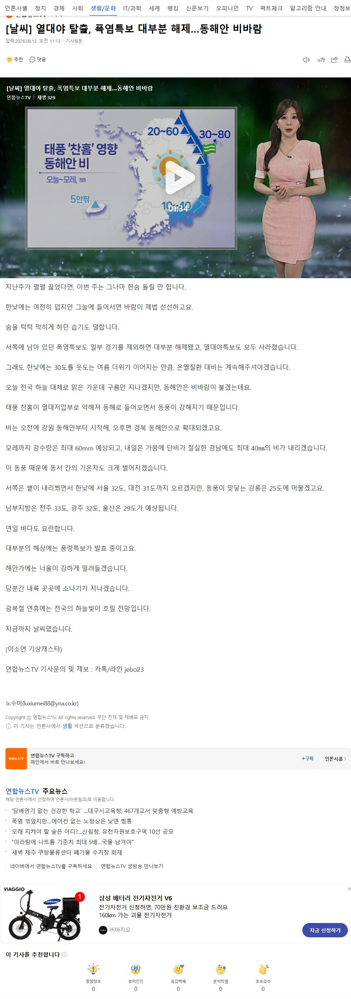 언론사별 정치 경제 사회 생활/문화 IT/과학 세계 랭킹 신문보기 오피니언 TV 팩트체크 알고리즘 안내 정정보
[날씨] 열대야 탈출, 폭염특보 대부분 해제…동해안 비바람
입력 2026.08.12. 오전 11:13 기사원문
추천 댓글
가가
[날씨] 열대야 탈출, 폭염특보 대부분 해제…동해안 비바람
연합뉴스TV 재생 329
20~60
30~80
태풍 '찬홈' 영향
동해안 비
오늘~모레, ㎜
5안팎
10~40
01:34
지난주가 펄펄 끓었다면, 이번 주는 그나마 한숨 돌릴 만 합니다.
한낮에는 여전히 덥지만 그늘에 들어서면 바람이 제법 선선하고요.
숨을 턱턱 막히게 하던 습기도 덜합니다.
서쪽에 남아 있던 폭염특보도 일부 경기를 제외하면 대부분 해제됐고, 열대야특보도 모두 사라졌습니다.
그래도 한낮에는 30도를 웃도는 여름 더위가 이어지는 만큼, 온열질환 대비는 계속해주셔야겠습니다.
오늘 전국 하늘 대체로 맑은 가운데 구름만 지나겠지만, 동해안은 비바람이 불겠는데요.
태풍 찬홈이 열대저압부로 약해져 동해로 들어오면서 동풍이 강해지기 때문입니다.
비는 오전에 강원 동해안부터 시작해, 오후면 경북 동해안으로 확대되겠고요.
모레까지 강수량은 최대 60mm 예상되고, 내일은 가뭄에 단비가 절실한 경남에도 최대 40㎜의 비가 내리겠습니다.
이 동풍 때문에 동서 간의 기온차도 크게 벌어지겠습니다.
서쪽은 볕이 내리쬐면서 한낮에 서울 32도, 대전 31도까지 오르겠지만, 동풍이 맞닿는 강릉은 25도에 머물겠고요.
남부지방은 전주 33도, 광주 32도, 울산은 29도가 예상됩니다.
연일 바다도 요란합니다.
대부분의 해상에는 풍랑특보가 발효 중이고요.
해안가에는 너울이 강하게 밀려들겠습니다.
당분간 내륙 곳곳에 소나기가 지나겠습니다.
광복절 연휴에는 전국의 하늘빛이 흐릴 전망입니다.
지금까지 날씨였습니다.
(이소연 기상캐스터)
연합뉴스TV 기사문의 및 제보 : 카톡/라인 jebo23
노수미(luxiumei88@yna.co.kr)
Copyright ⓒ 연합뉴스TV. All rights reserved. 무단 전재 및 재배포 금지.
이 기사는 언론사에서 생활 섹션으로 분류했습니다.
연합뉴스TV
연합뉴스TV 구독하고
메인에서 바로 만나보세요!
+구독 언론사홈
연합뉴스TV 주요뉴스
해당 언론사에서 선정하며 언론사(아웃링크)로 이동합니다.
'담배연기 없는 건강한 학교' …대구시교육청, 467개교서 맞춤형 예방교육
폭염 꺾였지만…에어컨 없는 노점상은 낮엔 찜통
오래 지켜야 할 숲은 어디?…산림청, 유전자원보호구역 10선 공모
"마라탕에 나트륨 기준치 최대 5배…국물 남겨야"
새벽 제주 쿠팡물류센터 폐기물 수거장 화재
네이버에서 연합뉴스TV를 구독하세요 연합뉴스TV 생방송 만나보기
VIAGGIO
SAMSUNG
1
삼성 배터리 전기자전거 V6
전기자전거 신청하면, 70만원 친환경 보조금 드려요
160km 가는 괴물 전기자전거
비아지오
지금 신청하기
이 기사를 추천합니다
쏠쏠정보 흥미진진 공감백배 분석탁월 후속강추
0 0 0 0 0